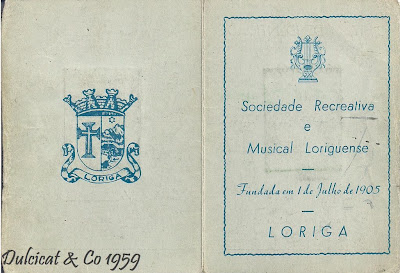 LORIGA
Dulcicat & Co 1959
Sociedade Recreativa
e
Musical Loriguense
Fundada em 1 de Julho de 1905
LORIGA